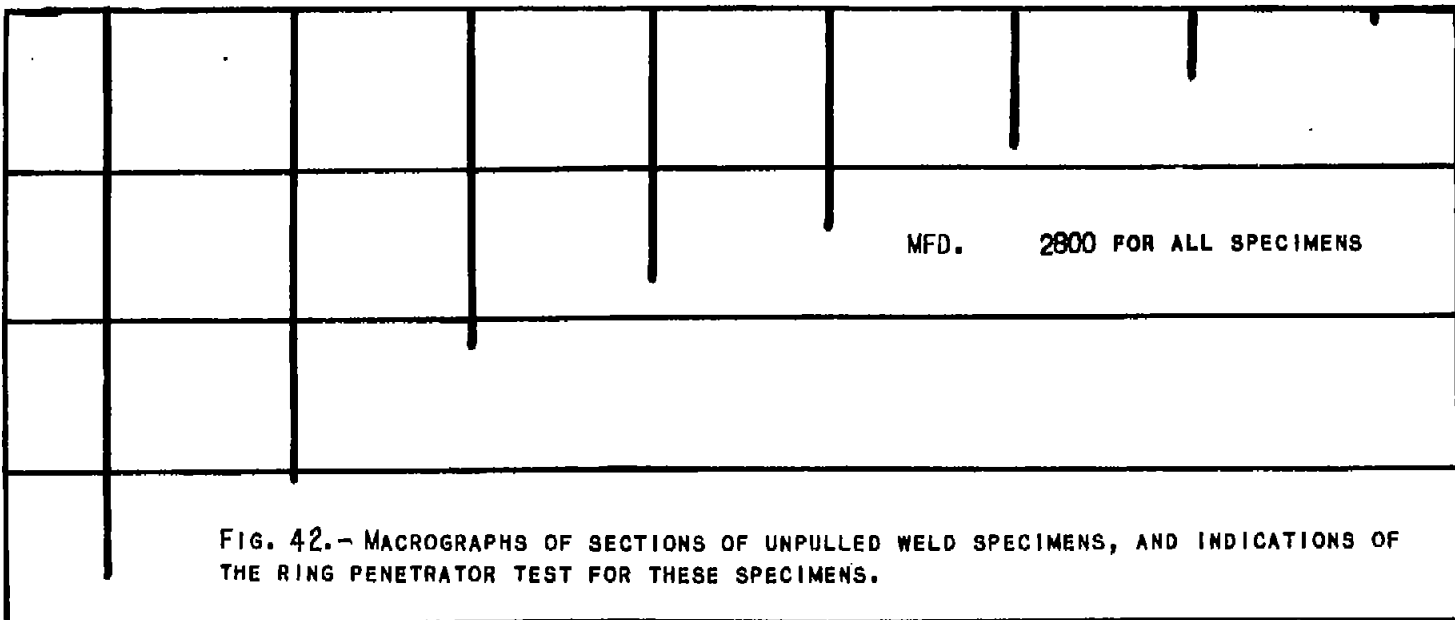 MFD. 2800 FOR ALL SPECIMENS
FIG. 42.- MACROGRAPHS OF SECTIONS OF UNPULLED WELD SPECIMENS, AND INDICATIONS OF
THE RING PENETRATOR TEST FOR THESE SPECIMENS.